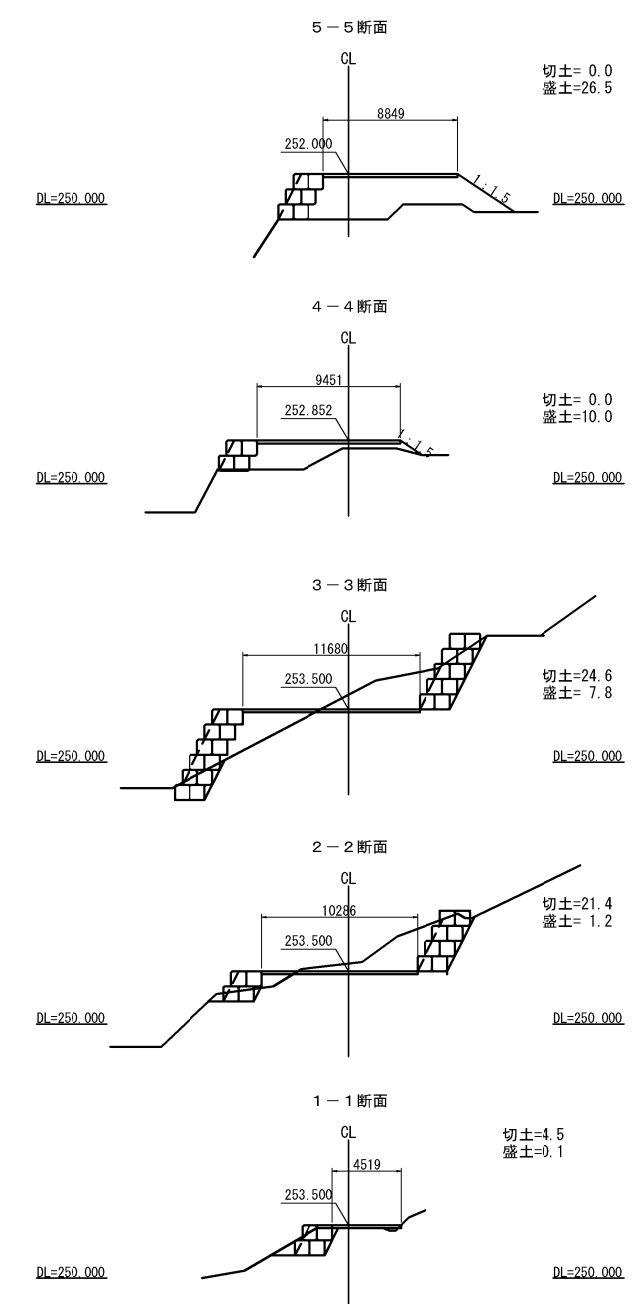 5－5断面
CL
切土= 0.0
盛土=26.5
8849
252.000
1:1.5
DL=250.000
DL=250.000
4－4断面
CL
9451
切土= 0.0
盛土=10.0
252.852
1:1.5
DL=250.000
DL=250.000
3－3断面
CL
11680
切土=24.6
盛土= 7.8
253.500
DL=250.000
DL=250.000
2－2断面
CL
切土=21.4
盛土= 1.2
10286
253.500
DL=250.000
DL=250.000
1－1断面
CL
切土=4.5
盛土=0.1
4519
253.500
DL=250.000
DL=250.000